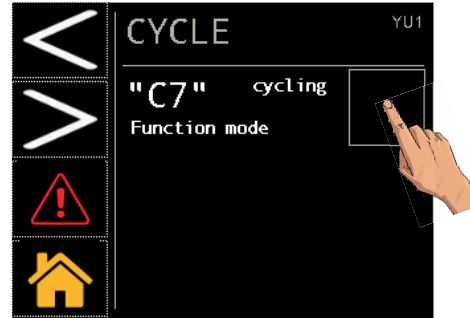 CYCLE
YU1
"C7"
cycling
Function mode